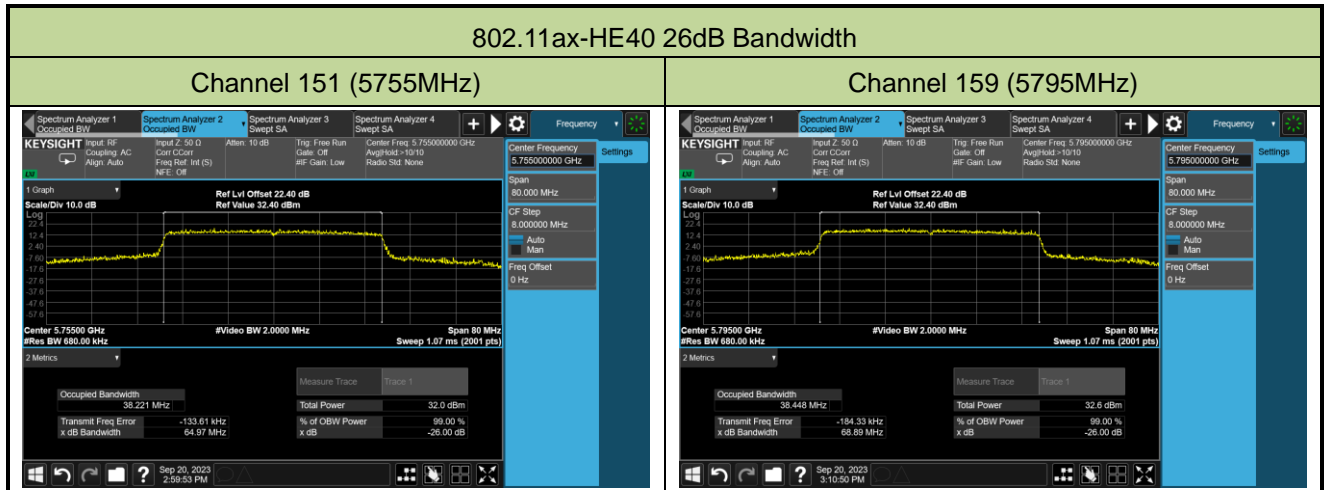 802.11ax-HE40 26dB Bandwidth
Channel 151 (5755MHz)
Channel 159 (5795MHz)
Spectrum Analyzer 1
Occupied BW
Spectrum Analyzer 2
Occupied BW
Spectrum Analyzer 3
Swept SA
Spectrum Analyzer 4
Swept SA
+
Frequency
KEYSIGHT
Input: RF
Coupling: AC
Align: Auto
Input Z: 50 Ω
Corr CCorr
Freq Ref: Int (S)
NFE: Off
Atten: 10 dB
Trig: Free Run
Gate: Off
#IF Gain: Low
Center Freq: 5.755000000 GHz
Avg|Hold:>10/10
Radio Std: None
Center Frequency
5.755000000 GHz
Settings
Span
80.000 MHz
CF Step
8.000000 MHz
Auto
Man
Freq Offset
0 Hz
1 Graph
Scale/Div 10.0 dB
Ref Lvl Offset 22.40 dB
Ref Value 32.40 dBm
Log
22.4
12.4
2.40
-7.60
-17.6
-27.6
-37.6
-47.6
-57.6
Center 5.75500 GHz
#Res BW 680.00 kHz
#Video BW 2.0000 MHz
Span 80 MHz
Sweep 1.07 ms (2001 pts)
2 Metrics
Measure Trace
Trace 1
Occupied Bandwidth
38.221 MHz
Total Power
32.0 dBm
Transmit Freq Error
-133.61 kHz
% of OBW Power
99.00 %
x dB Bandwidth
64.97 MHz
x dB
-26.00 dB
?
Sep 20, 2023
2:59:53 PM
Spectrum Analyzer 1
Occupied BW
Spectrum Analyzer 2
Occupied BW
Spectrum Analyzer 3
Swept SA
Spectrum Analyzer 4
Swept SA
+
Frequency
KEYSIGHT
Input: RF
Coupling: AC
Align: Auto
Input Z: 50 Ω
Corr CCorr
Freq Ref: Int (S)
NFE: Off
Atten: 10 dB
Trig: Free Run
Gate: Off
#IF Gain: Low
Center Freq: 5.795000000 GHz
Avg|Hold:>10/10
Radio Std: None
Center Frequency
5.795000000 GHz
Settings
Span
80.000 MHz
CF Step
8.000000 MHz
Auto
Man
Freq Offset
0 Hz
1 Graph
Scale/Div 10.0 dB
Ref Lvl Offset 22.40 dB
Ref Value 32.40 dBm
Log
22.4
12.4
2.40
-7.60
-17.6
-27.6
-37.6
-47.6
-57.6
Center 5.79500 GHz
#Res BW 680.00 kHz
#Video BW 2.0000 MHz
Span 80 MHz
Sweep 1.07 ms (2001 pts)
2 Metrics
Measure Trace
Trace 1
Occupied Bandwidth
38.448 MHz
Total Power
32.6 dBm
Transmit Freq Error
-184.33 kHz
% of OBW Power
99.00 %
x dB Bandwidth
68.89 MHz
x dB
-26.00 dB
?
Sep 20, 2023
3:10:50 PM